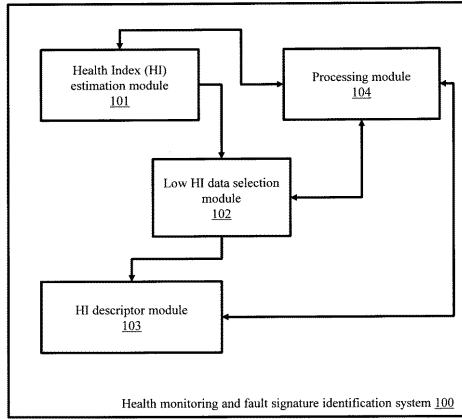 Health Index (HI)
estimation module
101
Processing module
104
Low HI data selection
module
102
HI descriptor module
103
Health monitoring and fault signature identification system 100